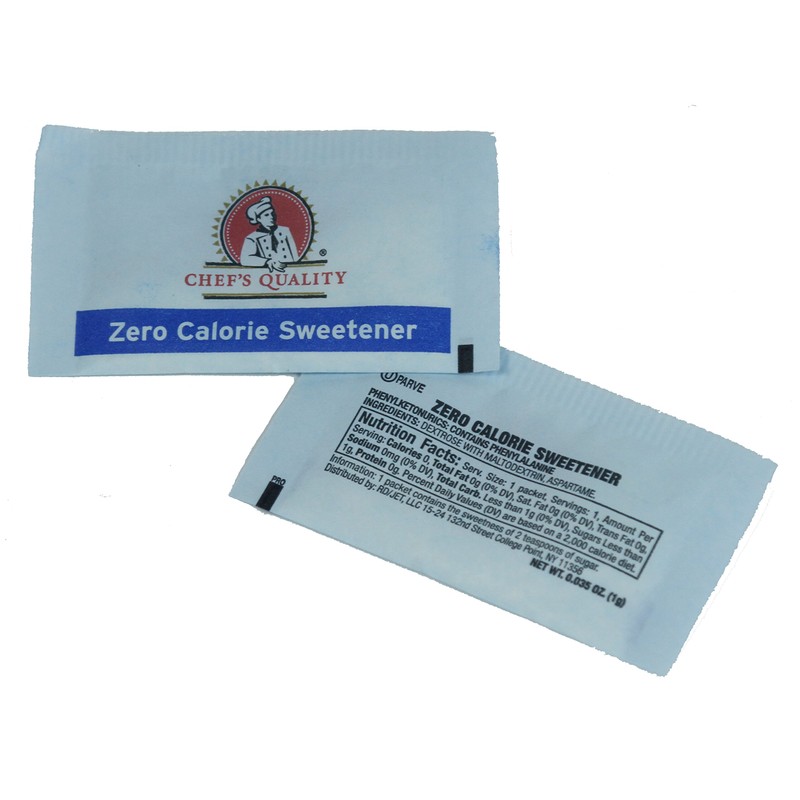 ®
CHEF'S QUALITY
Zero Calorie Sweetener
Ⓤ PARVE
ZERO CALORIE SWEETENER
PHENYLKETONURICS: CONTAINS PHENYLALANINE
INGREDIENTS: DEXTROSE WITH MALTODEXTRIN, ASPARTAME.
Nutrition Facts: Serv. Size: 1 packet. Servings: 1, Amount Per
Serving: Calories 0, Total Fat 0g (0% DV), Sat. Fat 0g (0% DV), Trans Fat 0g,
Sodium 0mg (0% DV), Total Carb. Less than 1g (0% DV), Sugars Less than
1g, Protein 0g. Percent Daily Values (DV) are based on a 2,000 calorie diet.
Information: 1 packet contains the sweetness of 2 teaspoons of sugar.
Distributed by: RD/JET, LLC 15-24 132nd Street College Point, NY 11356
NET WT. 0.035 OZ. (1g)
PRO